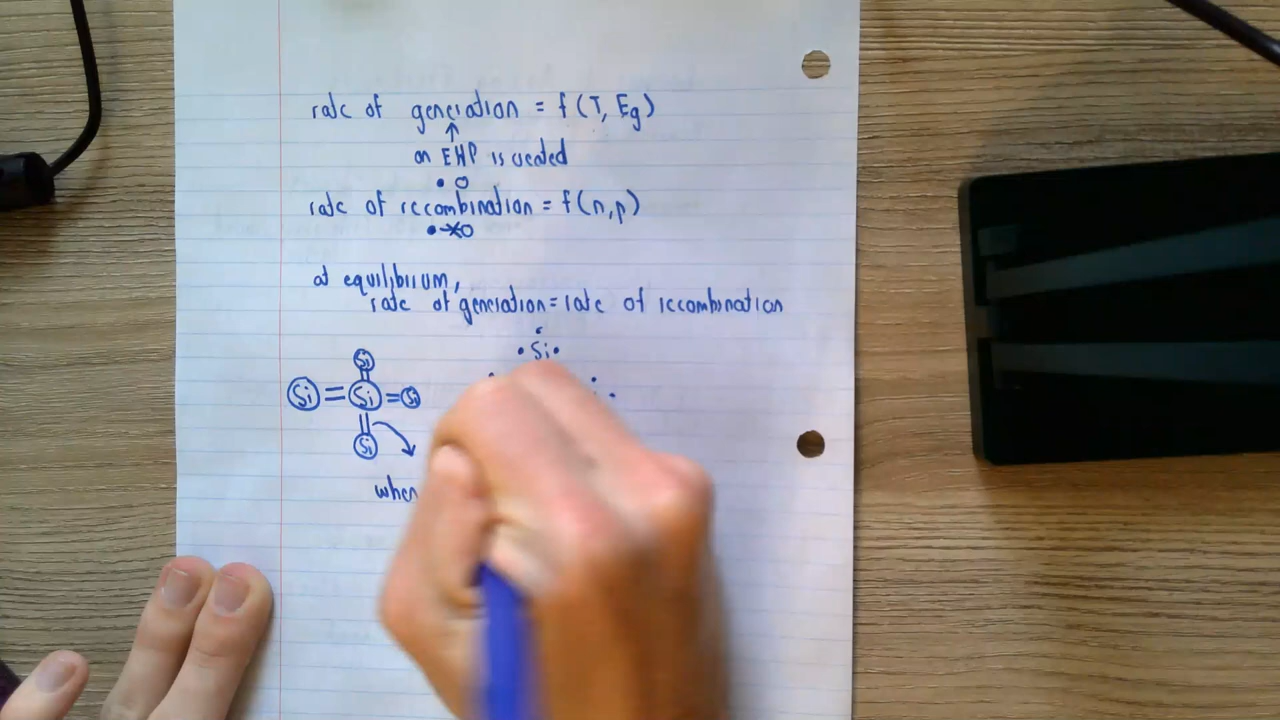 rate of generation = f(T, Eg)
an EHP is created
rate of recombination = f(n,p)
at equilibrium,
rate of generation = rate of recombination
Si
•Si•
Si = Si = Si
Si
when